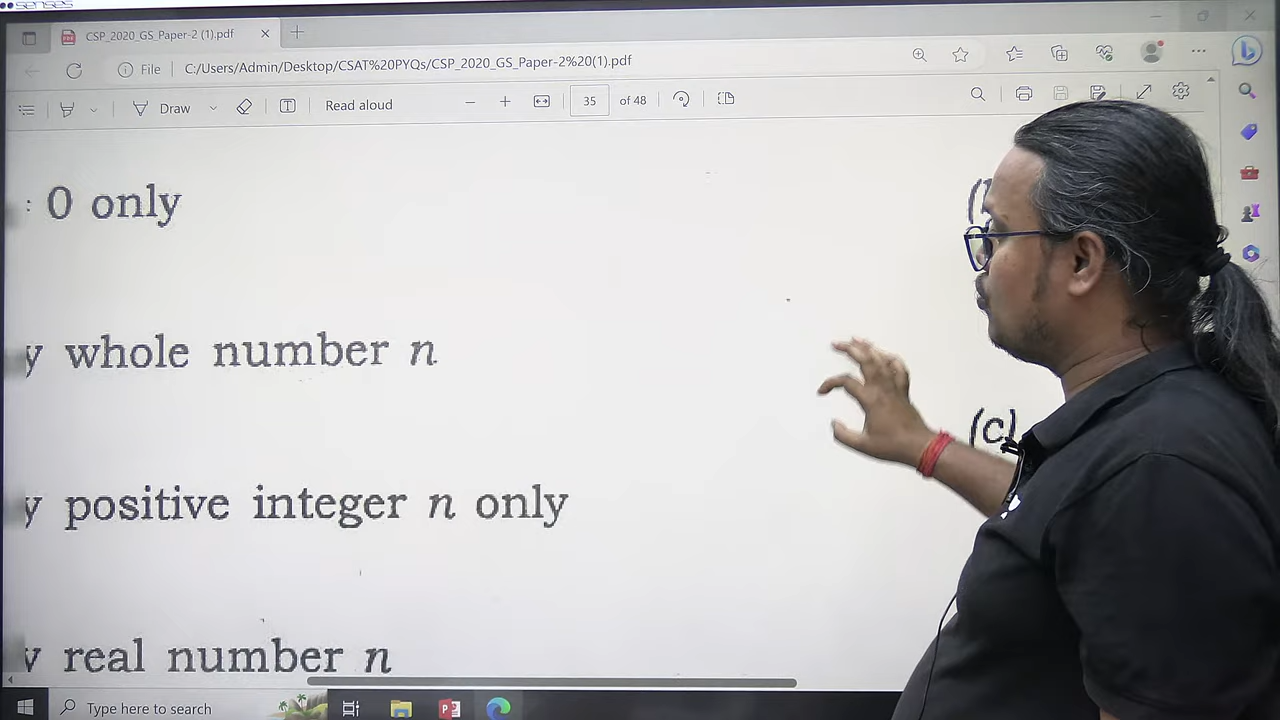 senses
CSP_2020_GS_Paper-2 (1).pdf
File C:/Users/Admin/Desktop/CSAT%20PYQs/CSP_2020_GS_Paper-2%20(1).pdf
Draw Read aloud 35 of 48
: 0 only
y whole number n
(c)
y positive integer n only
real number n
Type here to search